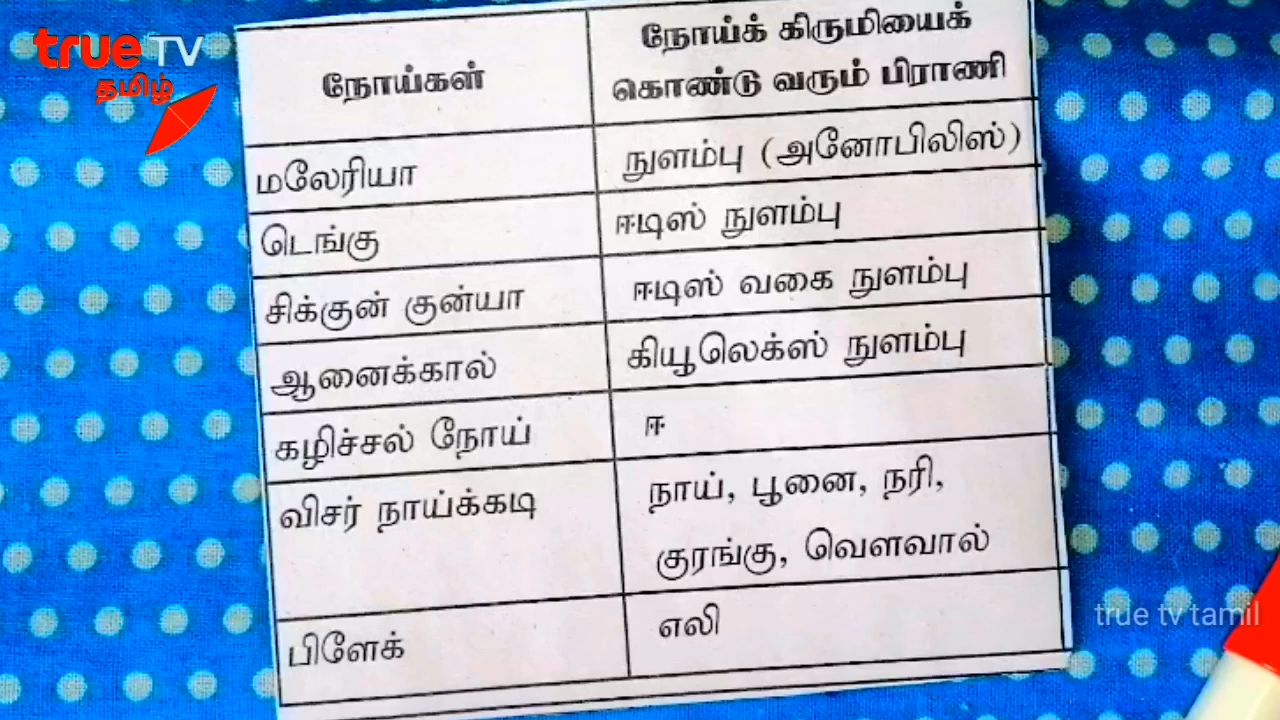 true TV
தமிழ்
நோய்கள்
நோய்க் கிருமியைக்
கொண்டு வரும் பிராணி
மலேரியா
நுளம்பு (அனோபிலிஸ்)
டெங்கு
ஈடிஸ் நுளம்பு
சிக்குன் குன்யா
ஈடிஸ் வகை நுளம்பு
ஆனைக்கால்
கியூலெக்ஸ் நுளம்பு
கழிச்சல் நோய்
ஈ
விசர் நாய்க்கடி
நாய், பூனை, நரி,
குரங்கு, வௌவால்
பிளேக்
எலி
true tv tamil